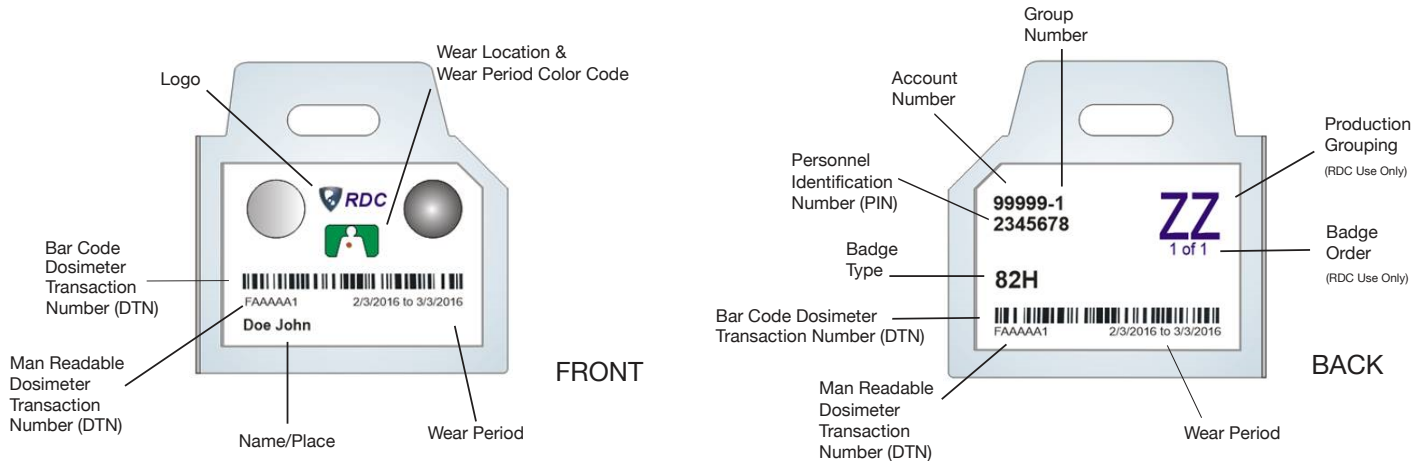 Logo
Wear Location &
Wear Period Color Code
RDC
Bar Code
Dosimeter
Transaction
Number (DTN)
FAAAAA1
2/3/2016 to 3/3/2016
Doe John
Man Readable
Dosimeter
Transaction
Number (DTN)
Name/Place
Wear Period
FRONT
Group
Number
Account
Number
Personnel
Identification
Number (PIN)
Production
Grouping
(RDC Use Only)
99999-1
2345678
ZZ
1 of 1
Badge
Order
(RDC Use Only)
Badge
Type
82H
Bar Code Dosimeter
Transaction Number (DTN)
FAAAAA1
2/3/2016 to 3/3/2016
Man Readable
Dosimeter
Transaction
Number (DTN)
Wear Period
BACK